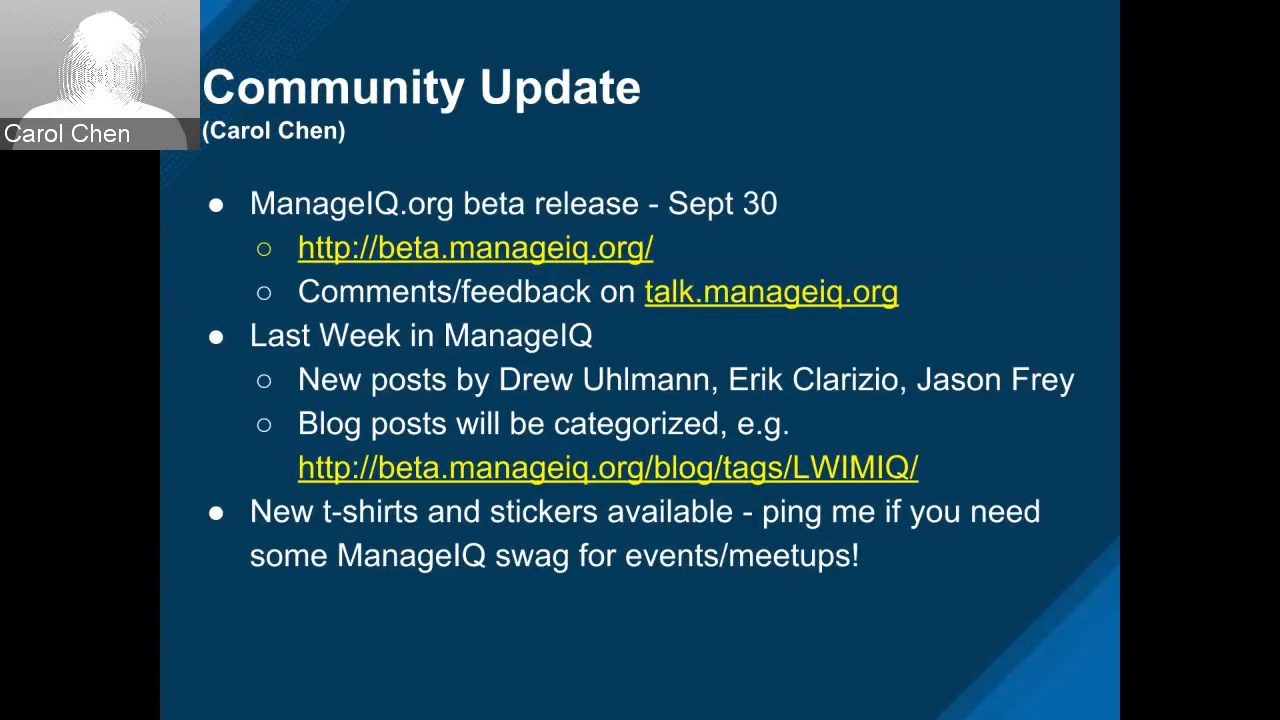 Community Update
Carol Chen
(Carol Chen)
● ManageIQ.org beta release - Sept 30
○ http://beta.manageiq.org/
○ Comments/feedback on talk.manageiq.org
● Last Week in ManageIQ
○ New posts by Drew Uhlmann, Erik Clarizio, Jason Frey
○ Blog posts will be categorized, e.g.
http://beta.manageiq.org/blog/tags/LWIMIQ/
● New t-shirts and stickers available - ping me if you need
some ManageIQ swag for events/meetups!